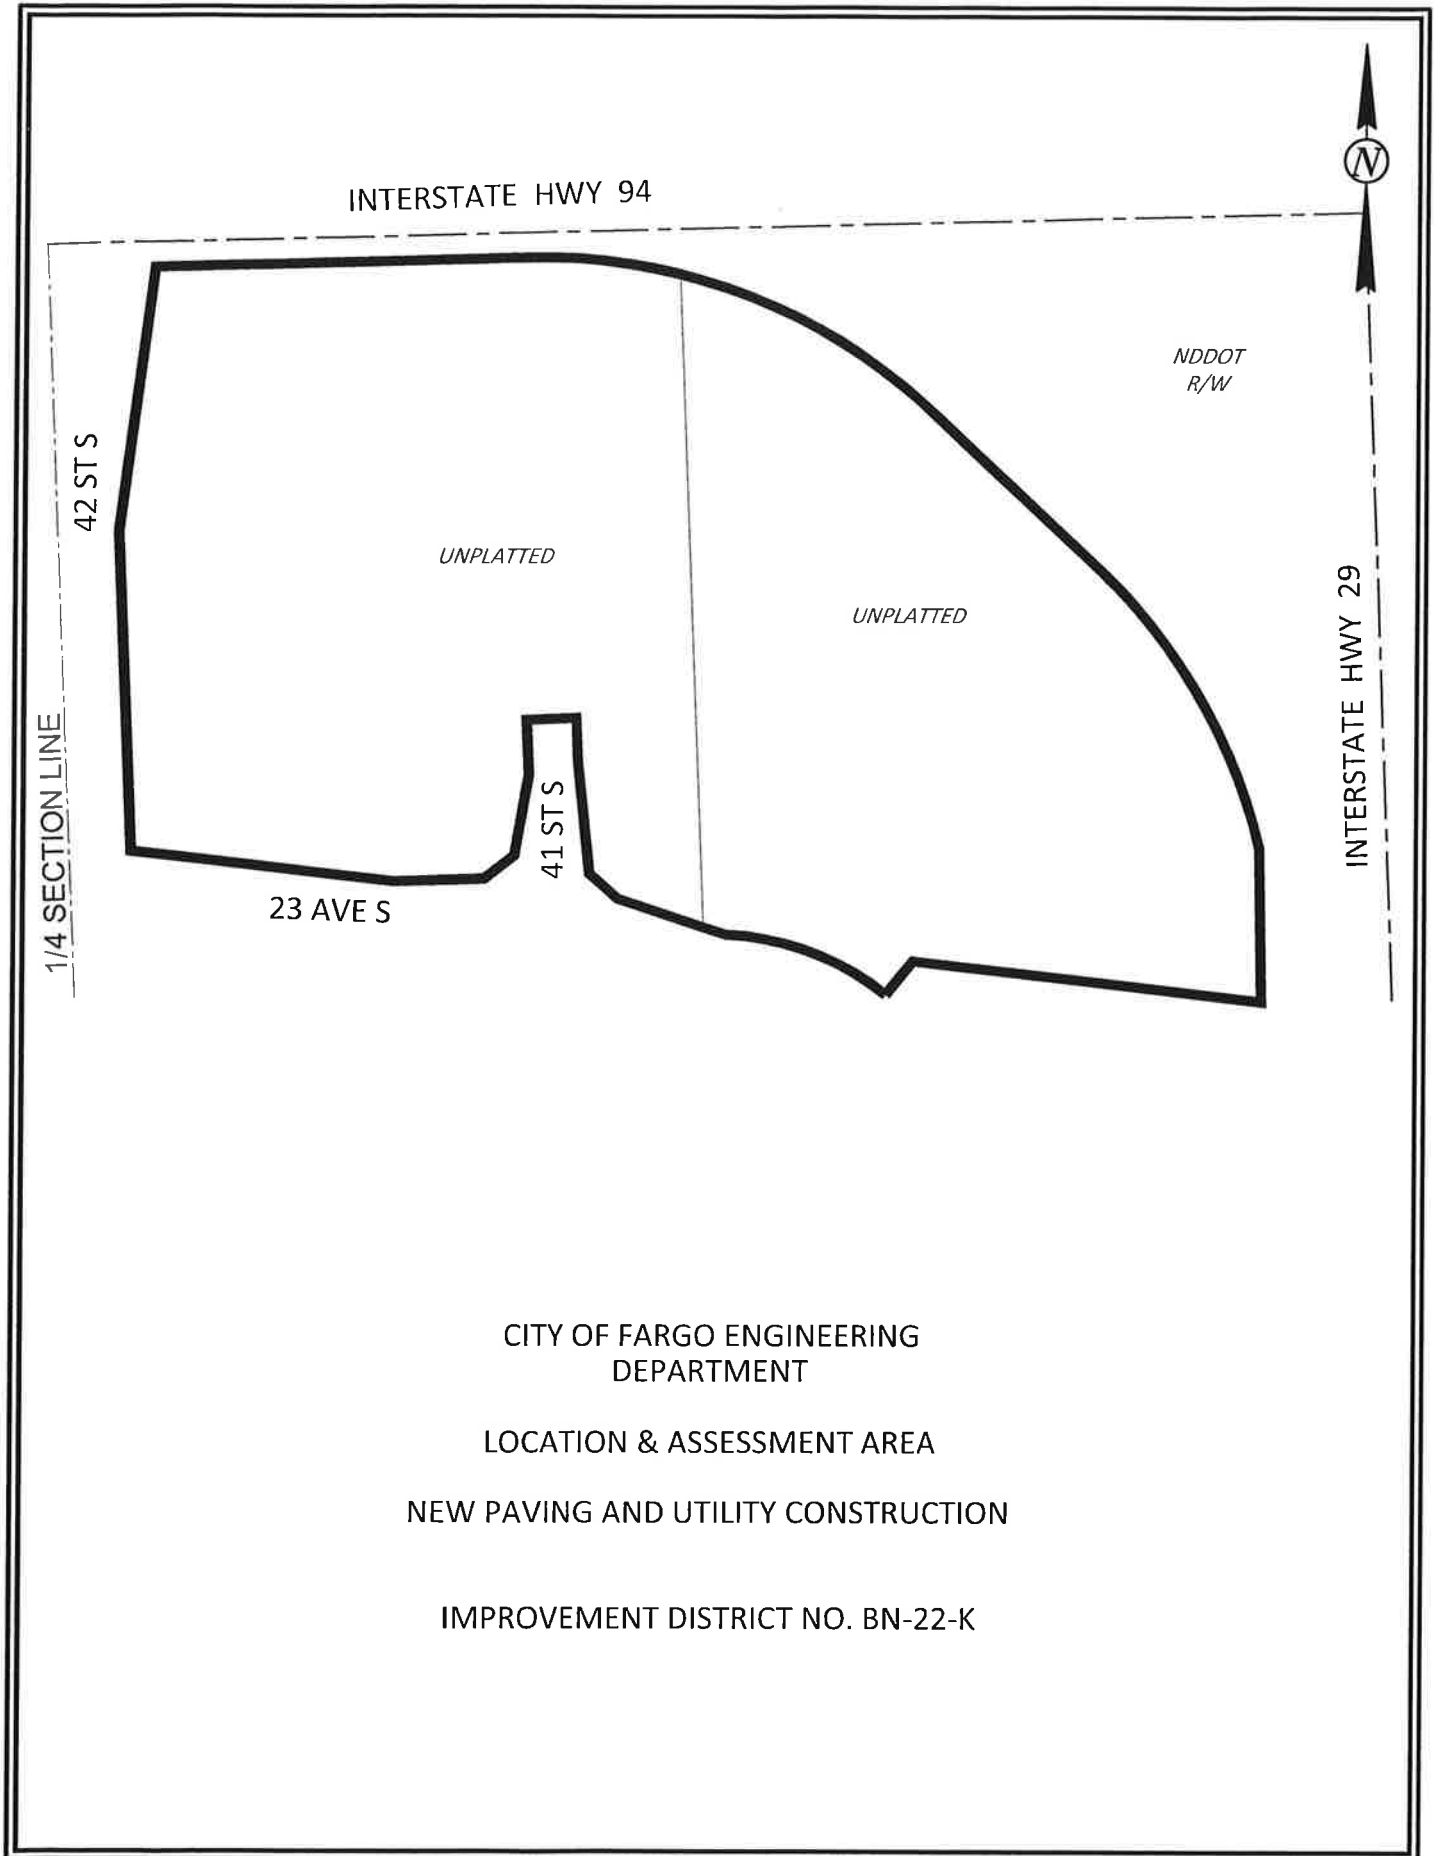 INTERSTATE HWY 94
N
NDDOT
R/W
42 ST S
UNPLATTED
UNPLATTED
INTERSTATE HWY 29
1/4 SECTION LINE
41 ST S
23 AVE S
CITY OF FARGO ENGINEERING
DEPARTMENT
LOCATION & ASSESSMENT AREA
NEW PAVING AND UTILITY CONSTRUCTION
IMPROVEMENT DISTRICT NO. BN-22-K